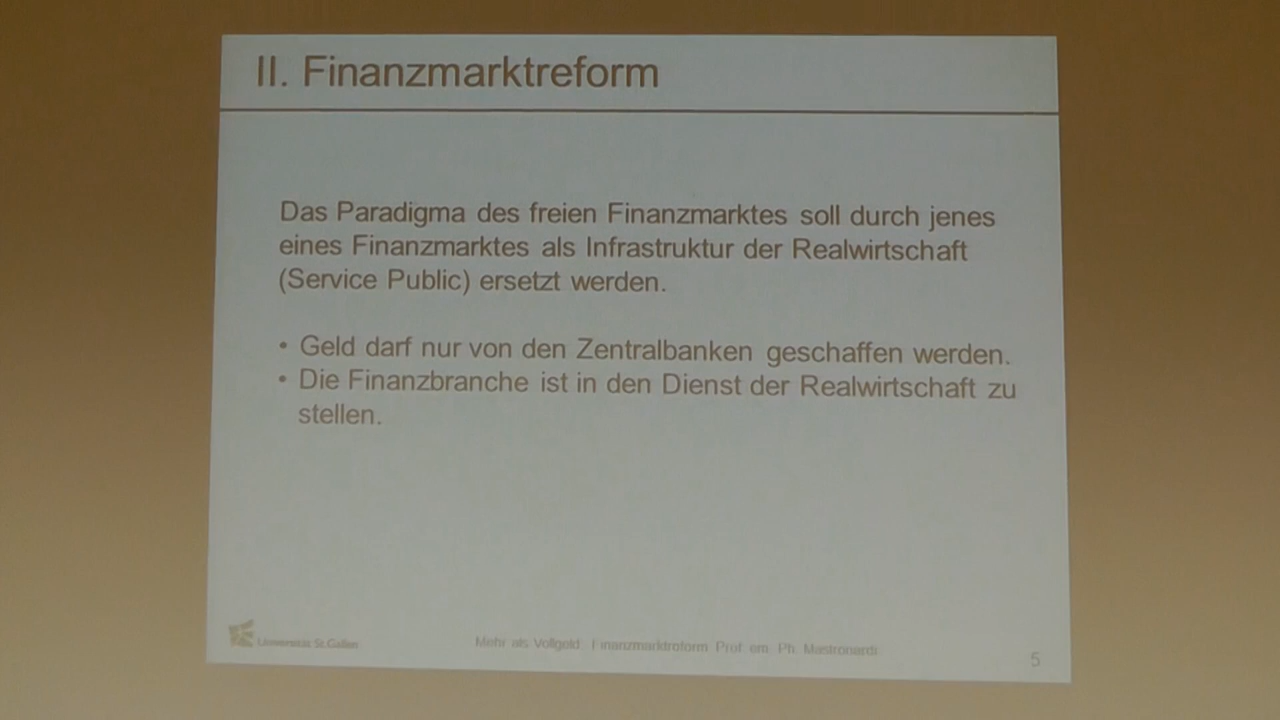 II. Finanzmarktreform
Das Paradigma des freien Finanzmarktes soll durch jenes
eines Finanzmarktes als Infrastruktur der Realwirtschaft
(Service Public) ersetzt werden.
• Geld darf nur von den Zentralbanken geschaffen werden.
• Die Finanzbranche ist in den Dienst der Realwirtschaft zu
stellen.
Universität St.Gallen
Mehr als Vollgeld: Finanzmarktreform Prof. em. Ph. Mastronardi
5